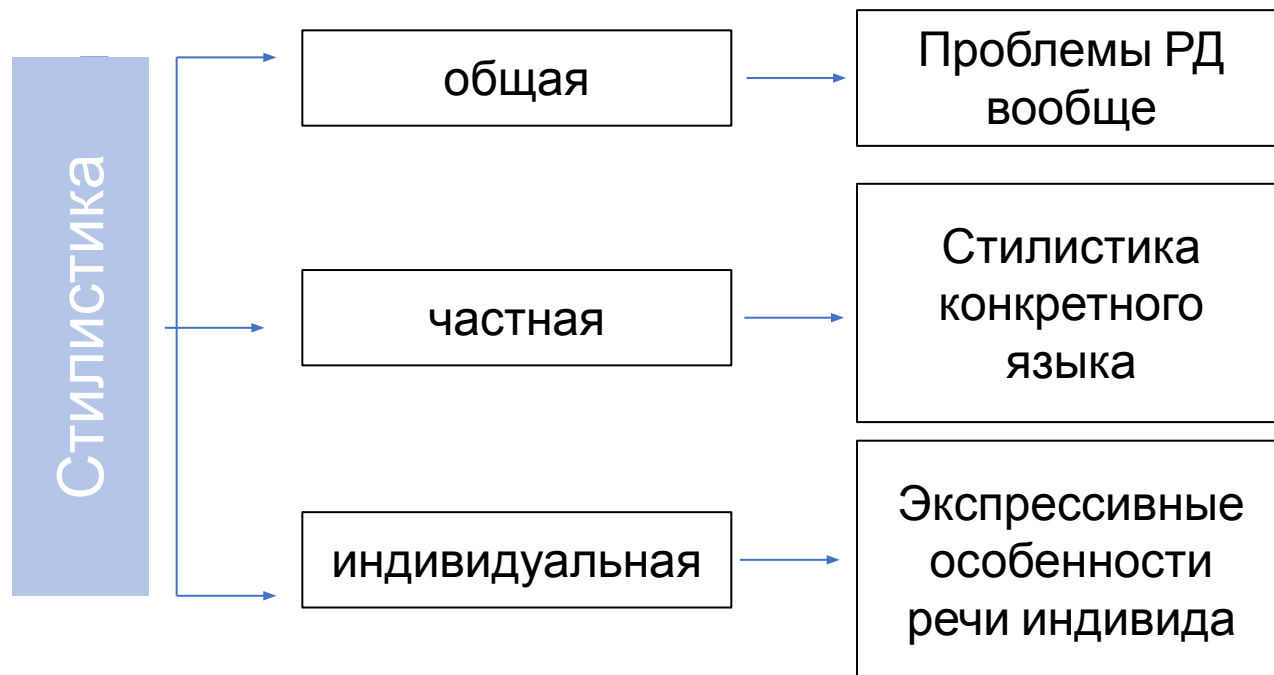 Стилистика
общая
Проблемы РД
вообще
частная
Стилистика
конкретного
языка
индивидуальная
Экспрессивные
особенности
речи индивида